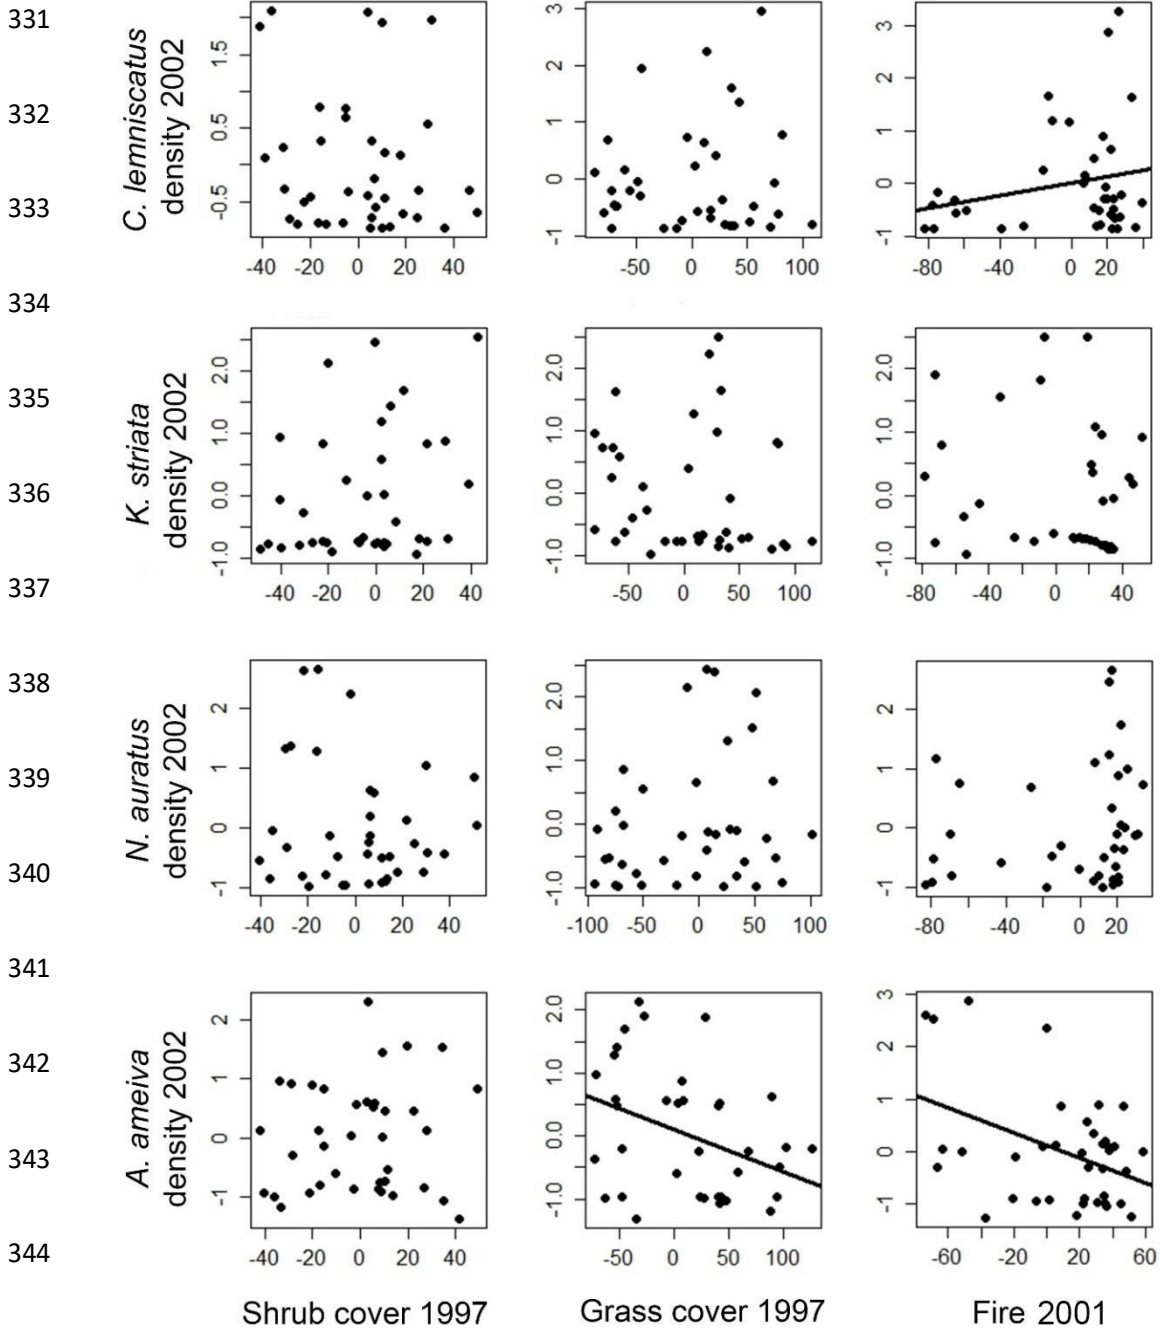 331
332
333
334
335
336
337
338
339
340
341
342
343
344
C. lemniscatus
density 2002
-0.5 0.5 1.5
-40 -20 0 20 40
3
2
1
0
-1
-50 0 50 100
3
2
1
0
-1
-80 -40 0 20
K. striata
density 2002
-1.0 0.0 1.0 2.0
-40 -20 0 20 40
-1.0 0.0 1.0 2.0
-50 0 50 100
-1.0 0.0 1.0 2.0
-80 -40 0 40
N. auratus
density 2002
-1 0 1 2
-40 -20 0 20 40
-1.0 0.0 1.0 2.0
-100 -50 0 50 100
-1 0 1 2
-80 -40 0 20
A. ameiva
density 2002
-1 0 1 2
-40 -20 0 20 40
-1.0 0.0 1.0 2.0
-50 0 50 100
-1 0 1 2 3
-60 -20 20 60
Shrub cover 1997
Grass cover 1997
Fire 2001